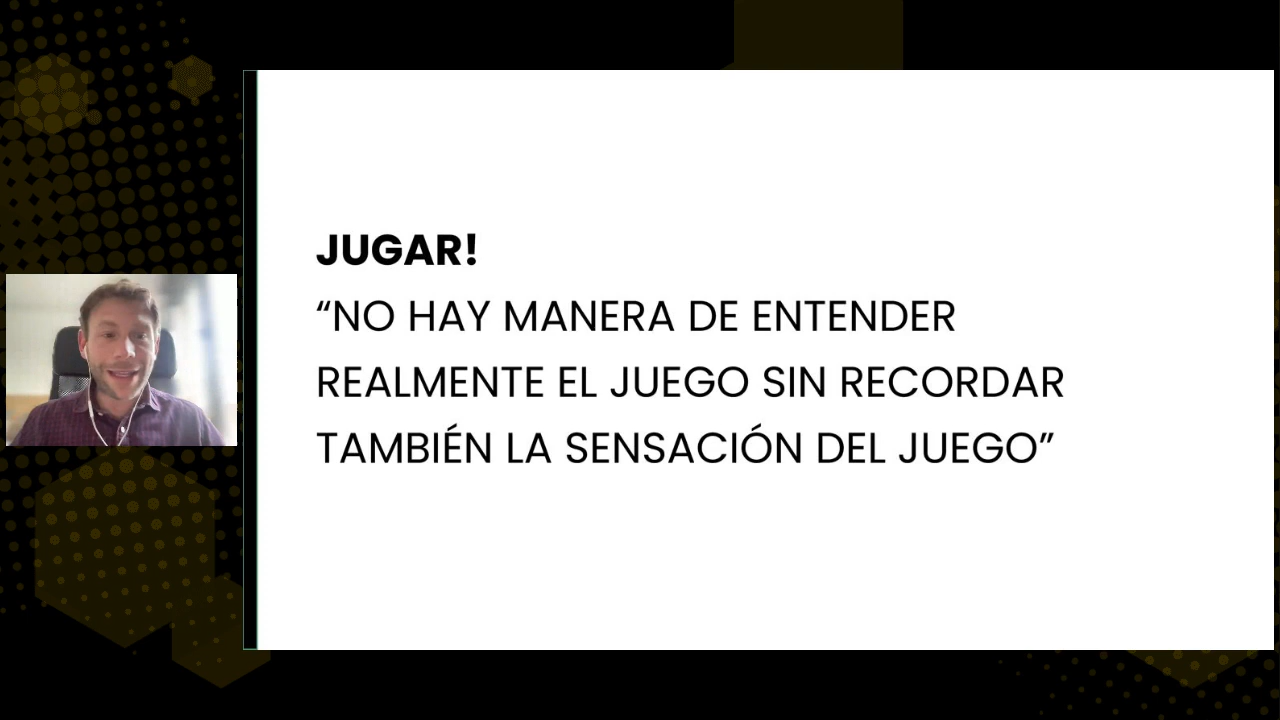 JUGAR!
“NO HAY MANERA DE ENTENDER
REALMENTE EL JUEGO SIN RECORDAR
TAMBIÉN LA SENSACIÓN DEL JUEGO”